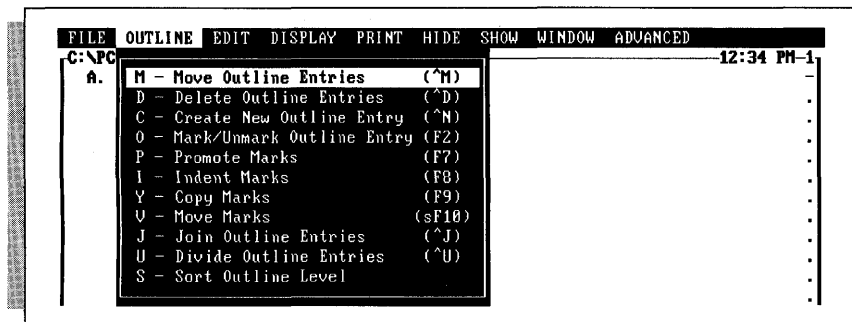 FILE OUTLINE EDIT DISPLAY PRINT HIDE SHOW WINDOW ADVANCED
C:\PC 12:34 PM-1
A.
M - Move Outline Entries (^M)
D - Delete Outline Entries (^D)
C - Create New Outline Entry (^N)
O - Mark/Unmark Outline Entry (F2)
P - Promote Marks (F7)
I - Indent Marks (F8)
Y - Copy Marks (F9)
V - Move Marks (sF10)
J - Join Outline Entries (^J)
U - Divide Outline Entries (^U)
S - Sort Outline Level